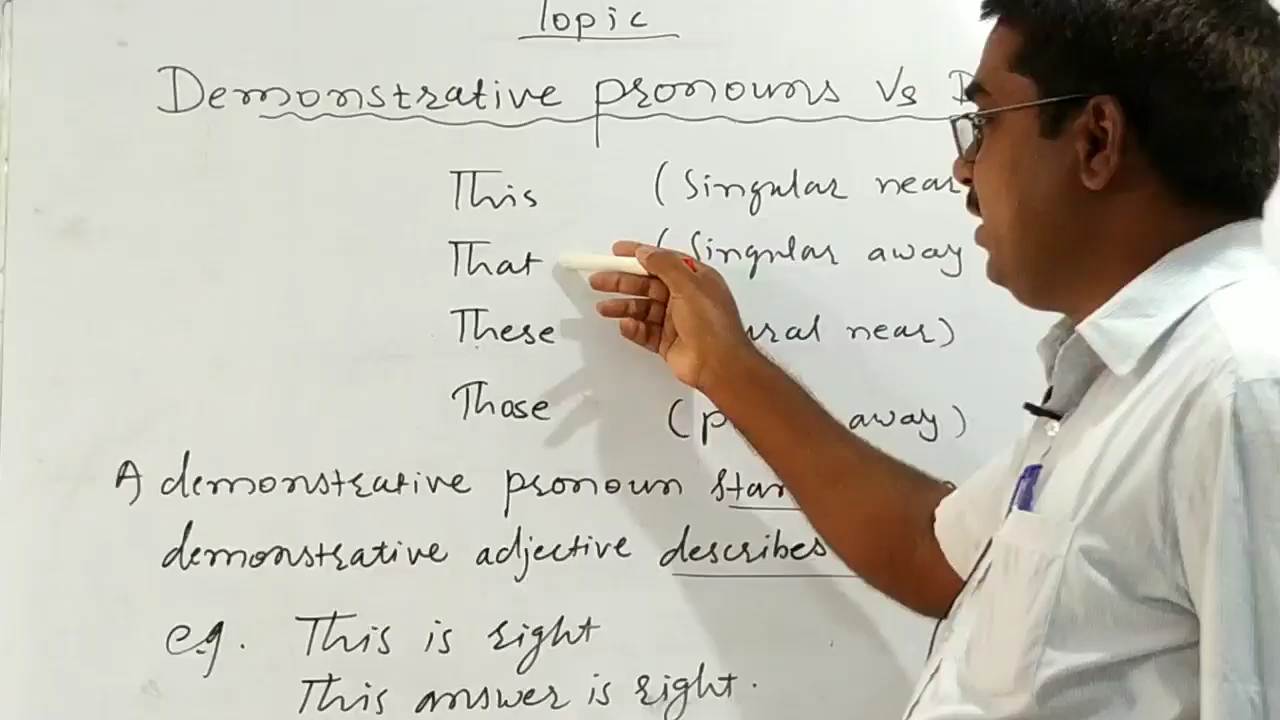 Topic
Demonstrative pronouns Vs
This (Singular near
That (Singular away
These near)
Those away)
A demonstrative pronoun
demonstrative adjective describes
e.g. This is right
This answer is right.